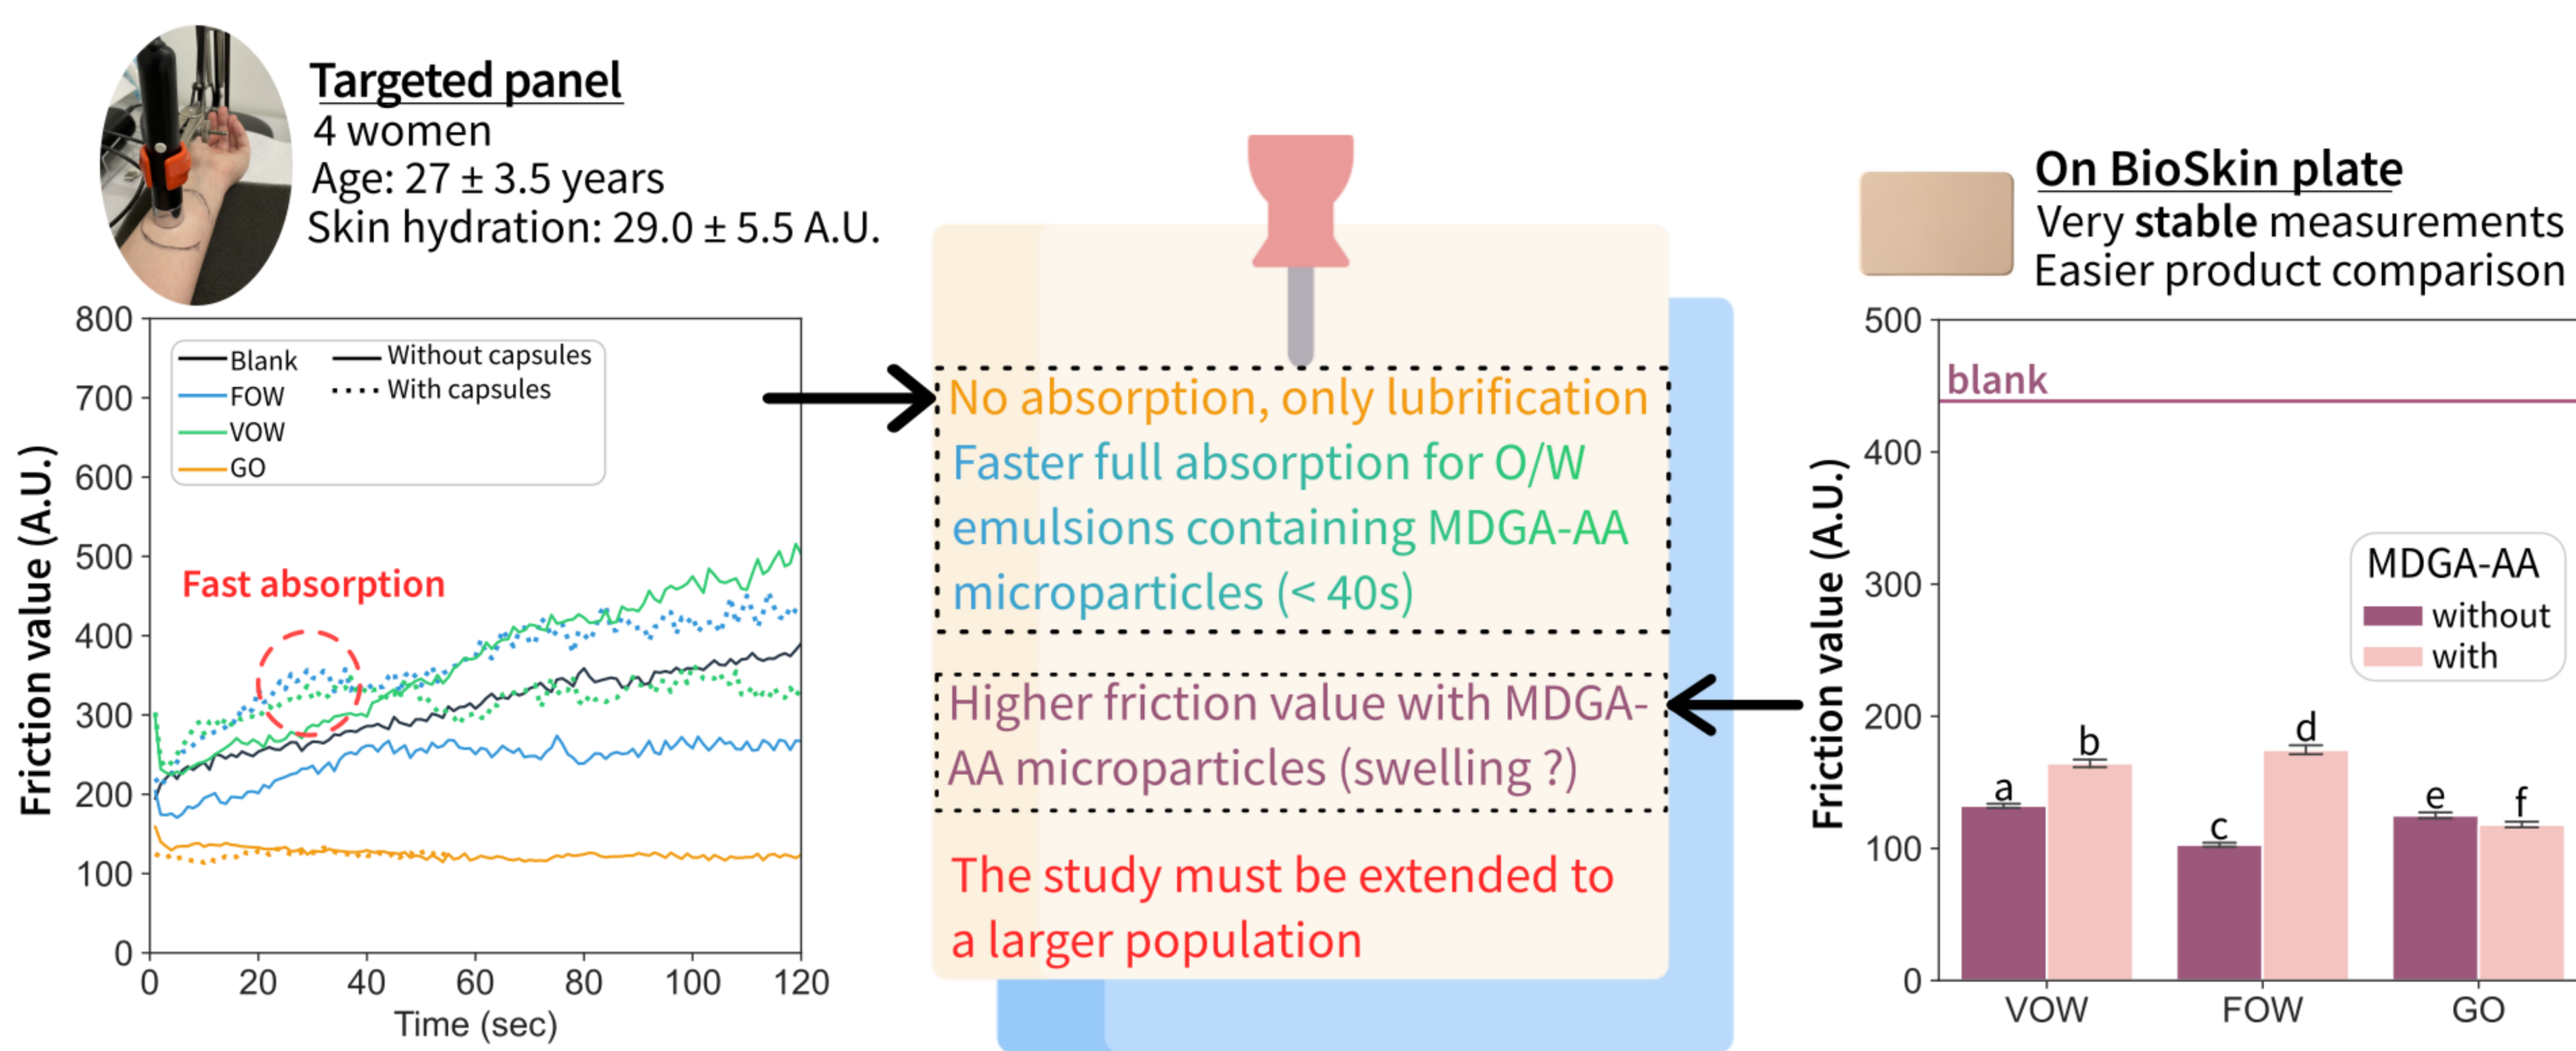 Targeted panel
4 women
Age: 27 ± 3.5 years
Skin hydration: 29.0 ± 5.5 A.U.
Friction value (A.U.)
800
700
600
500
400
300
200
100
0
Blank
FOW
VOW
GO
Without capsules
With capsules
Fast absorption
0 20 40 60 80 100 120
Time (sec)
No absorption, only lubrification
Faster full absorption for O/W
emulsions containing MDGA-AA
microparticles (< 40s)
Higher friction value with MDGA-
AA microparticles (swelling ?)
The study must be extended to
a larger population
On BioSkin plate
Very stable measurements
Easier product comparison
Friction value (A.U.)
500
400
300
200
100
0
blank
MDGA-AA
without
with
a b c d e f
VOW FOW GO